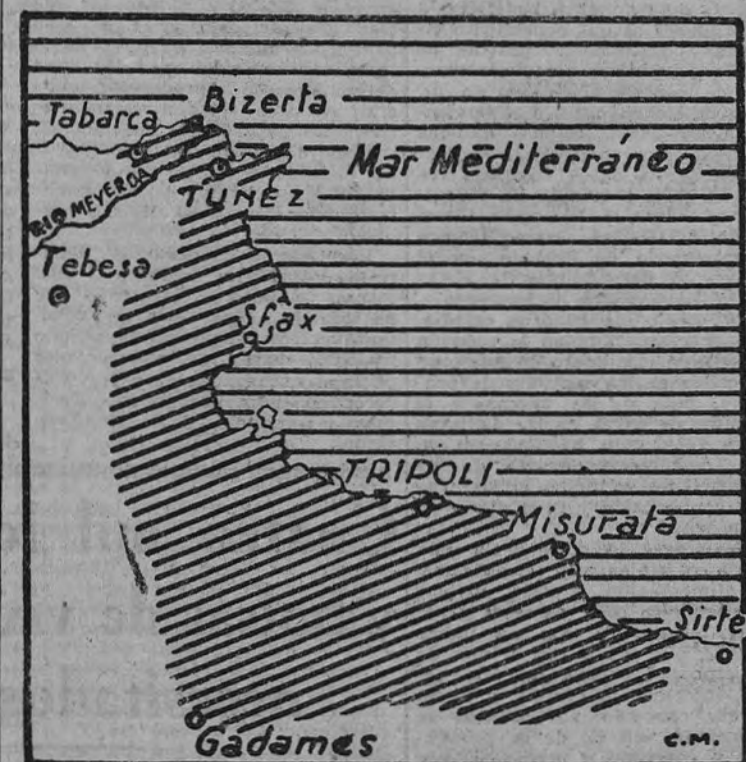 Bizerta
Tabarca
Mar Mediterráneo
RIO MEYERDA
TUNEZ
Tebesa
Sfax
TRIPOLI
Misurata
Sirte
Gadames
C.M.